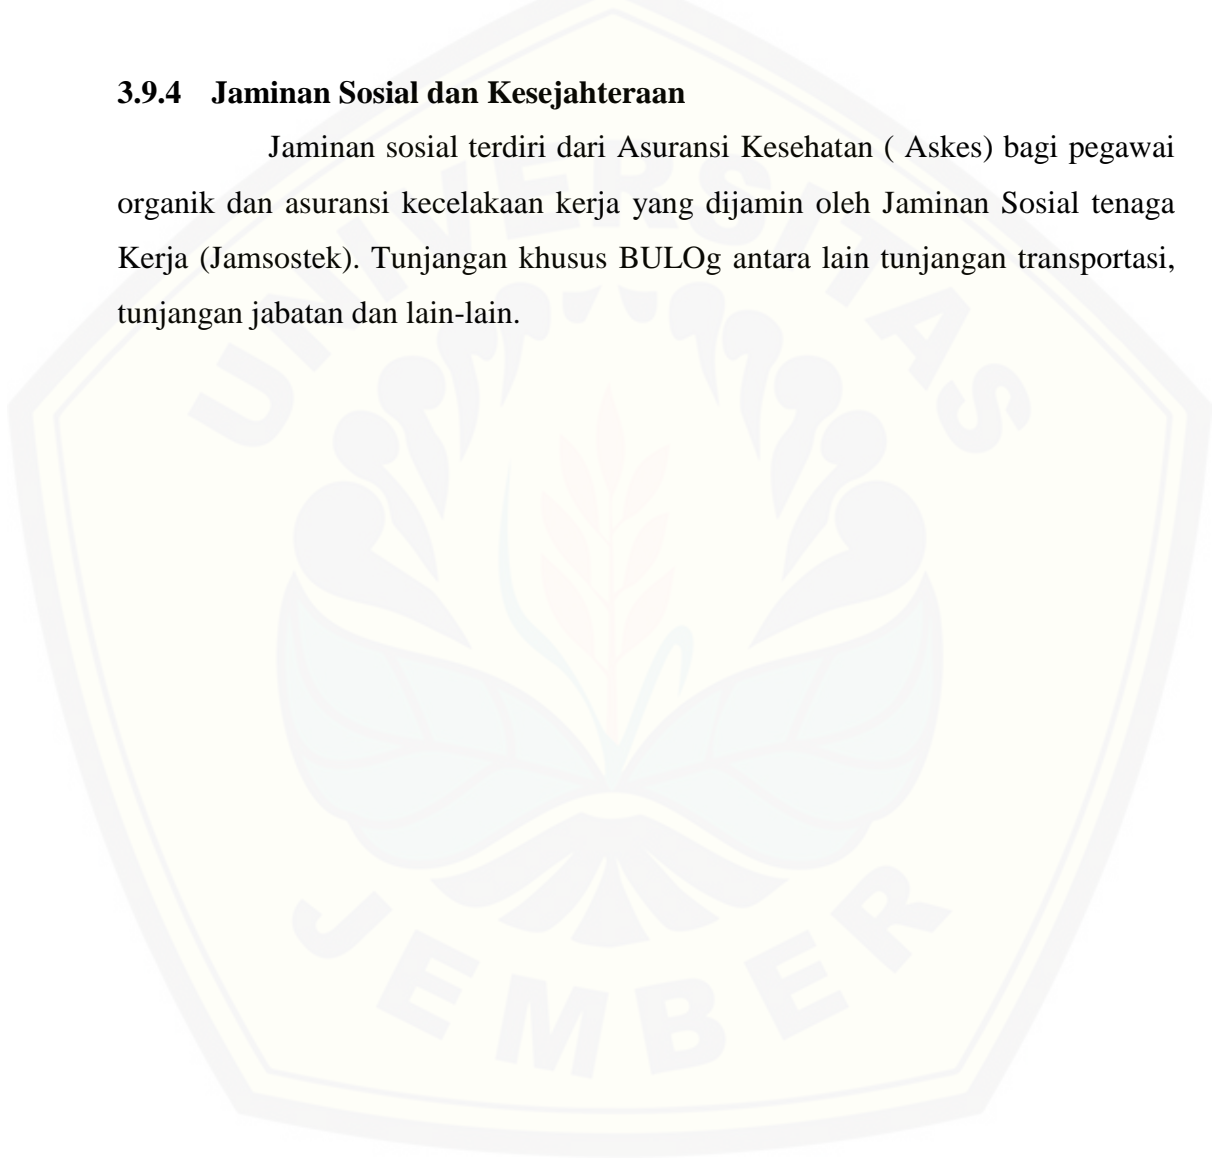 3.9.4 Jaminan Sosial dan Kesejahteraan
Jaminan sosial terdiri dari Asuransi Kesehatan ( Askes) bagi pegawai
organik dan asuransi kecelakaan kerja yang dijamin oleh Jaminan Sosial tenaga
Kerja (Jamsostek). Tunjangan khusus BULOg antara lain tunjangan transportasi,
tunjangan jabatan dan lain-lain.
UNIVERSITAS
JEMBER